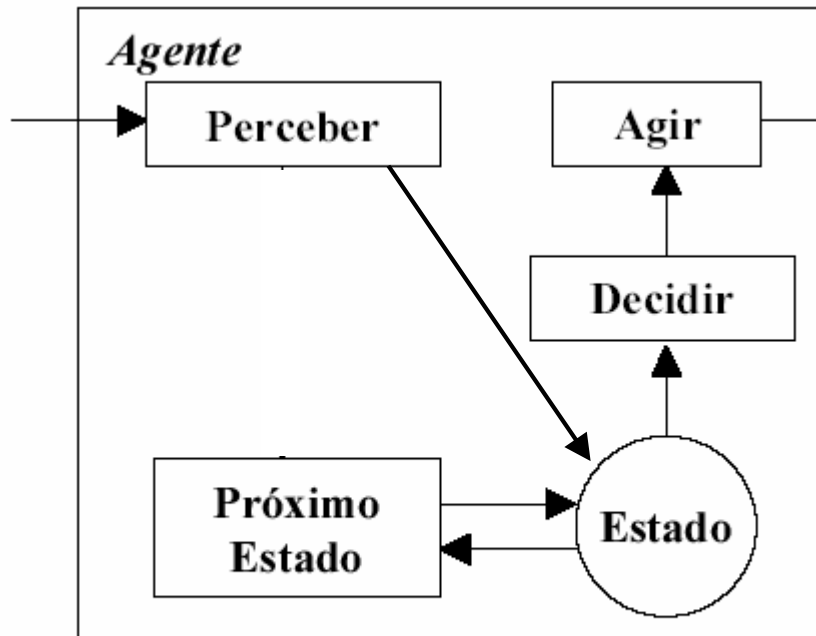 Agente
Perceber
Agir
Decidir
Próximo
Estado
Estado